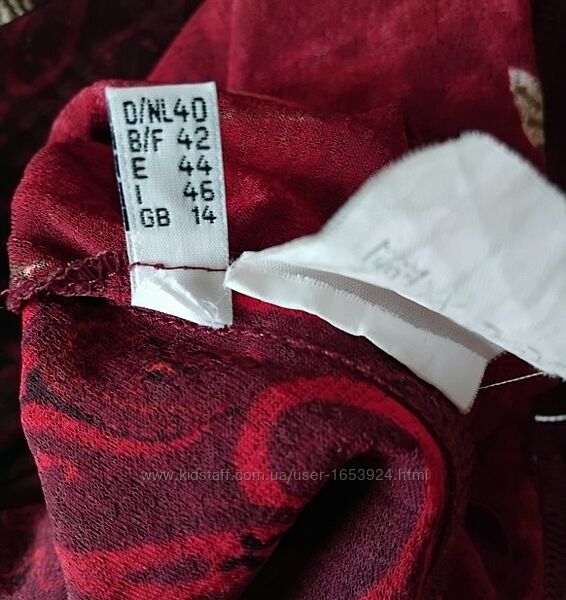 D/NL40
B/F 42
E 44
I 46
GB 14
www.kidstaff.com.ua/user-1653924.html